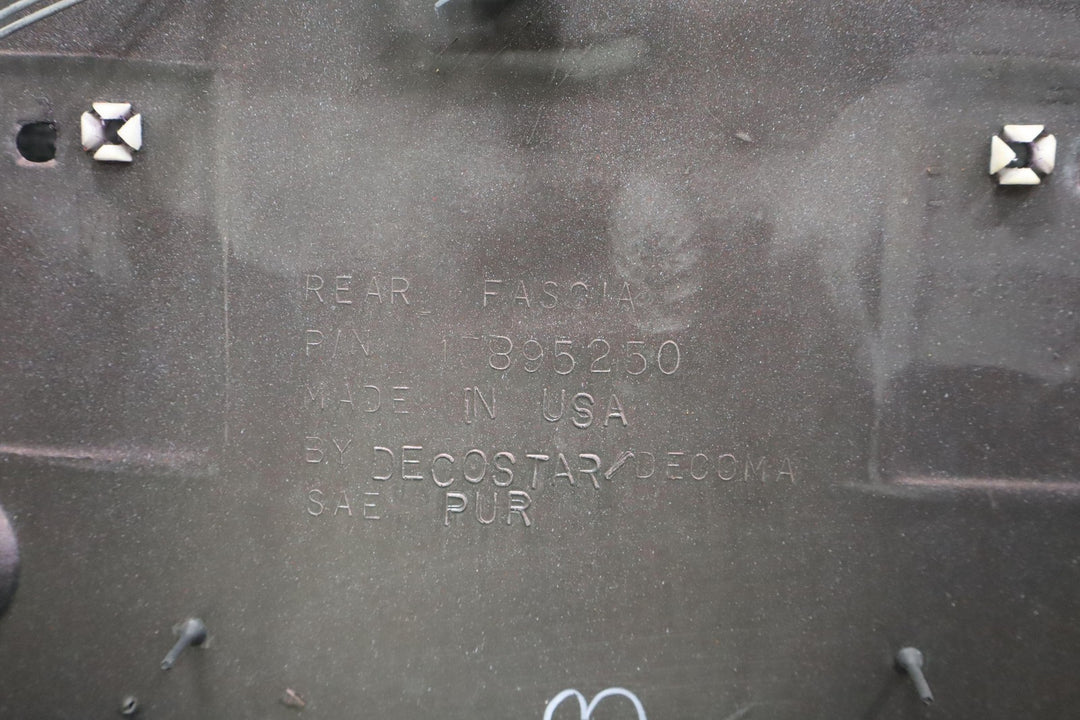 REAR FASCIA
P/N 17895250
MADE IN USA
BY DECOSTAR/DECOMA
SAE PUR